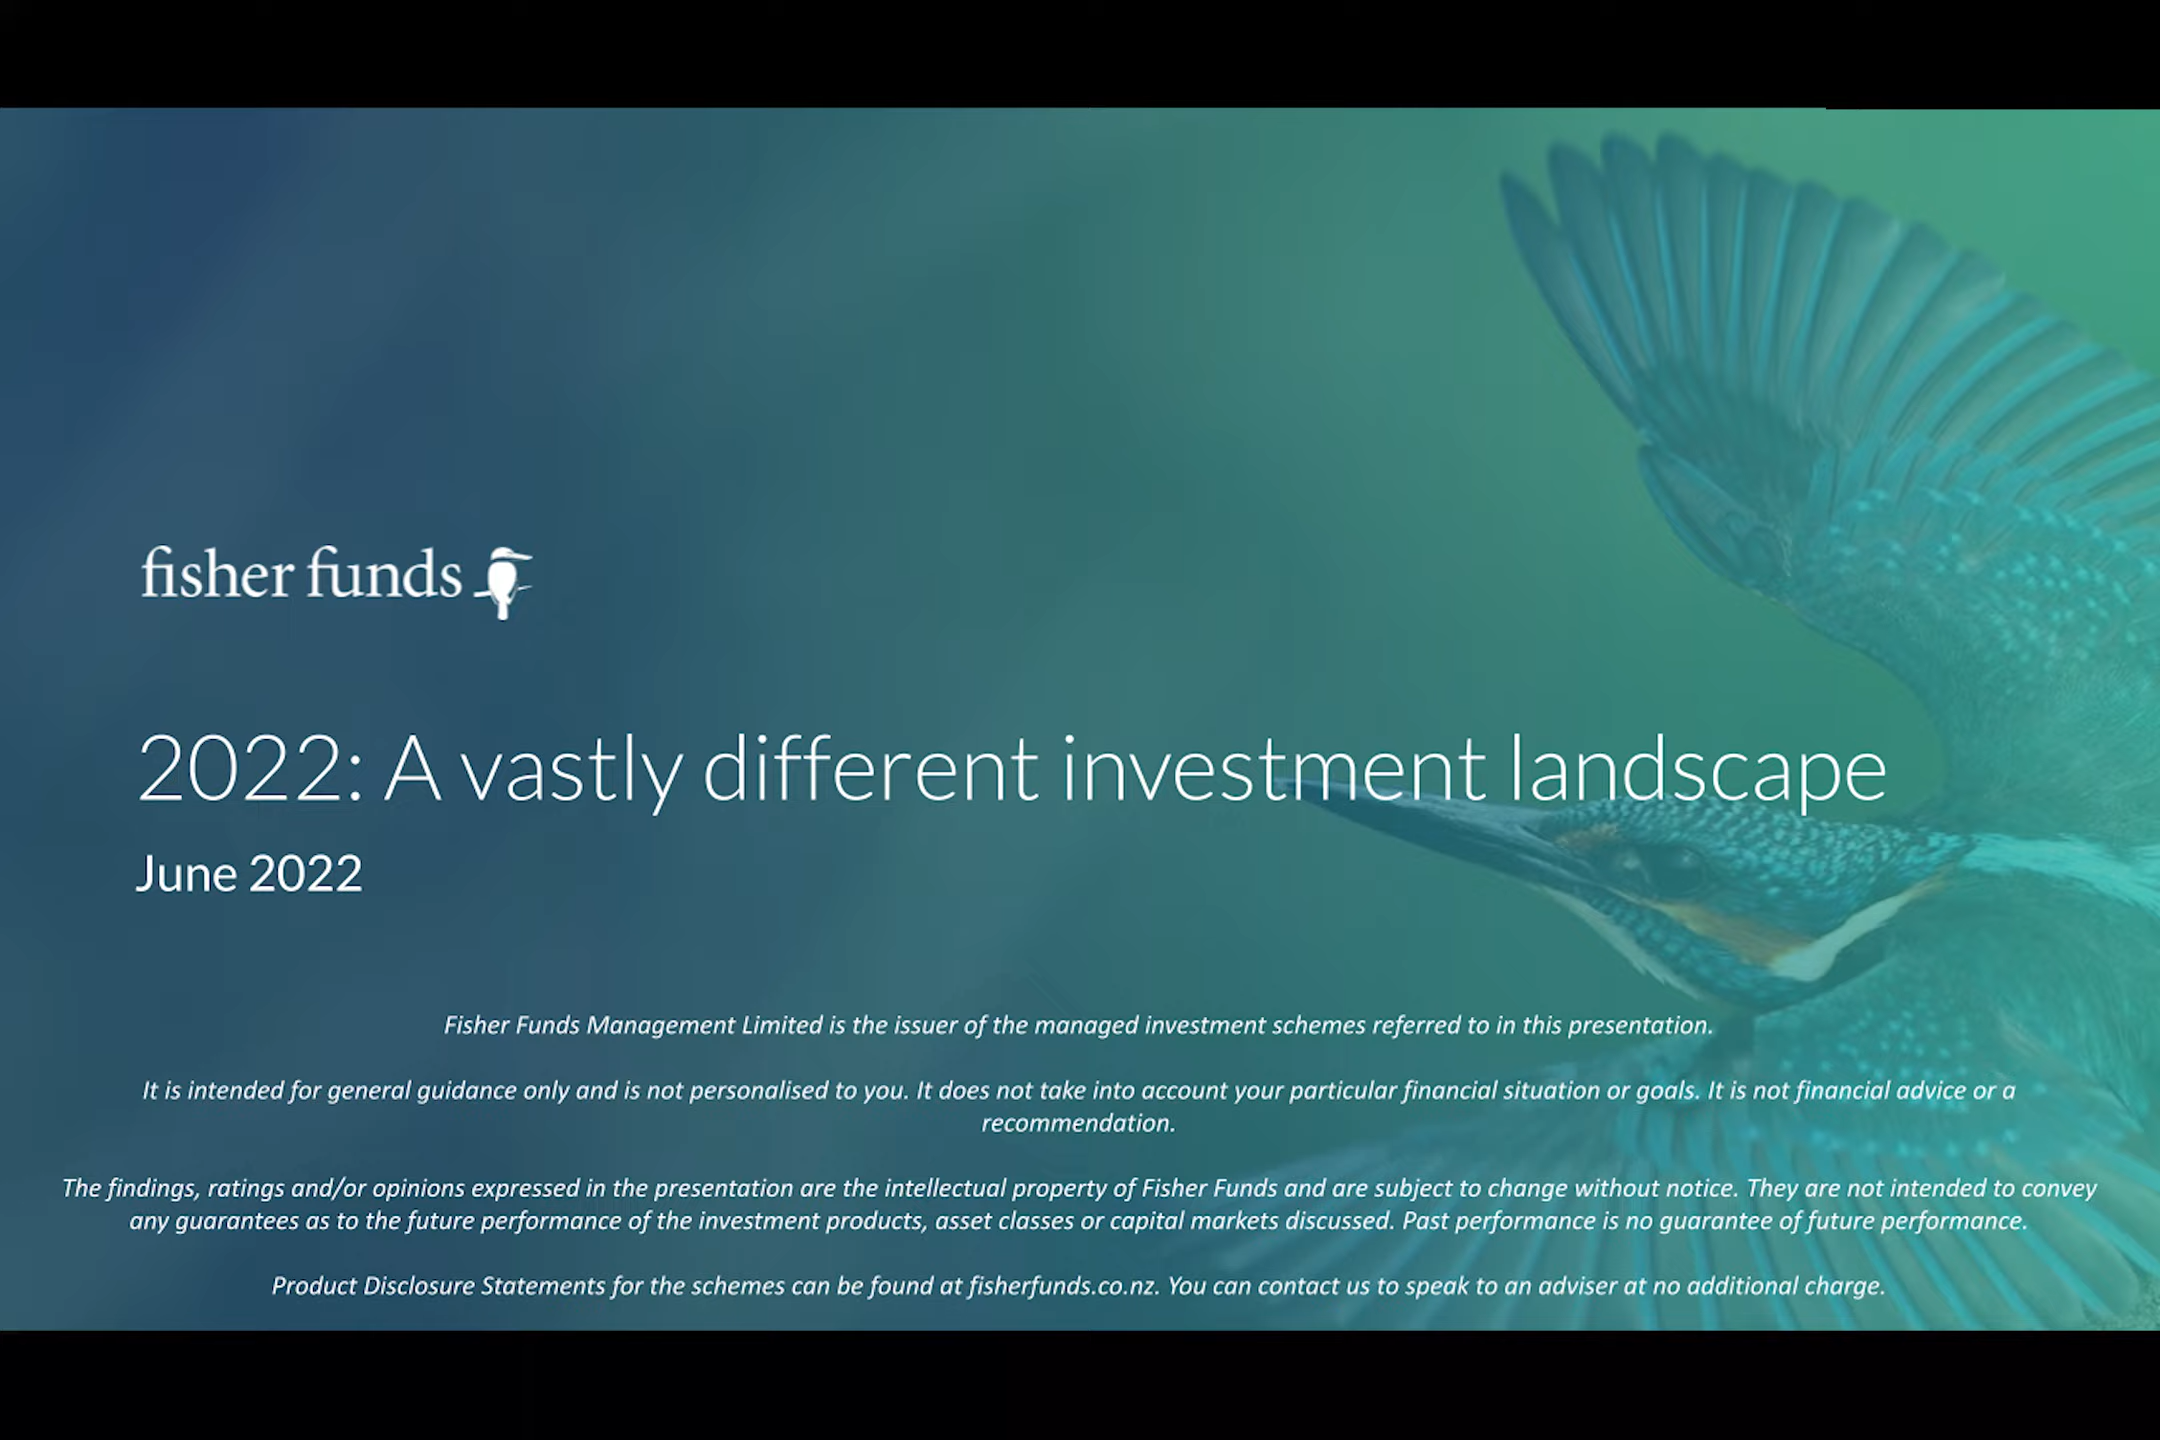 fisher funds
2022: A vastly different investment landscape
June 2022
Fisher Funds Management Limited is the issuer of the managed investment schemes referred to in this presentation.
It is intended for general guidance only and is not personalised to you. It does not take into account your particular financial situation or goals. It is not financial advice or a
recommendation.
The findings, ratings and/or opinions expressed in the presentation are the intellectual property of Fisher Funds and are subject to change without notice. They are not intended to convey
any guarantees as to the future performance of the investment products, asset classes or capital markets discussed. Past performance is no guarantee of future performance.
Product Disclosure Statements for the schemes can be found at fisherfunds.co.nz. You can contact us to speak to an adviser at no additional charge.